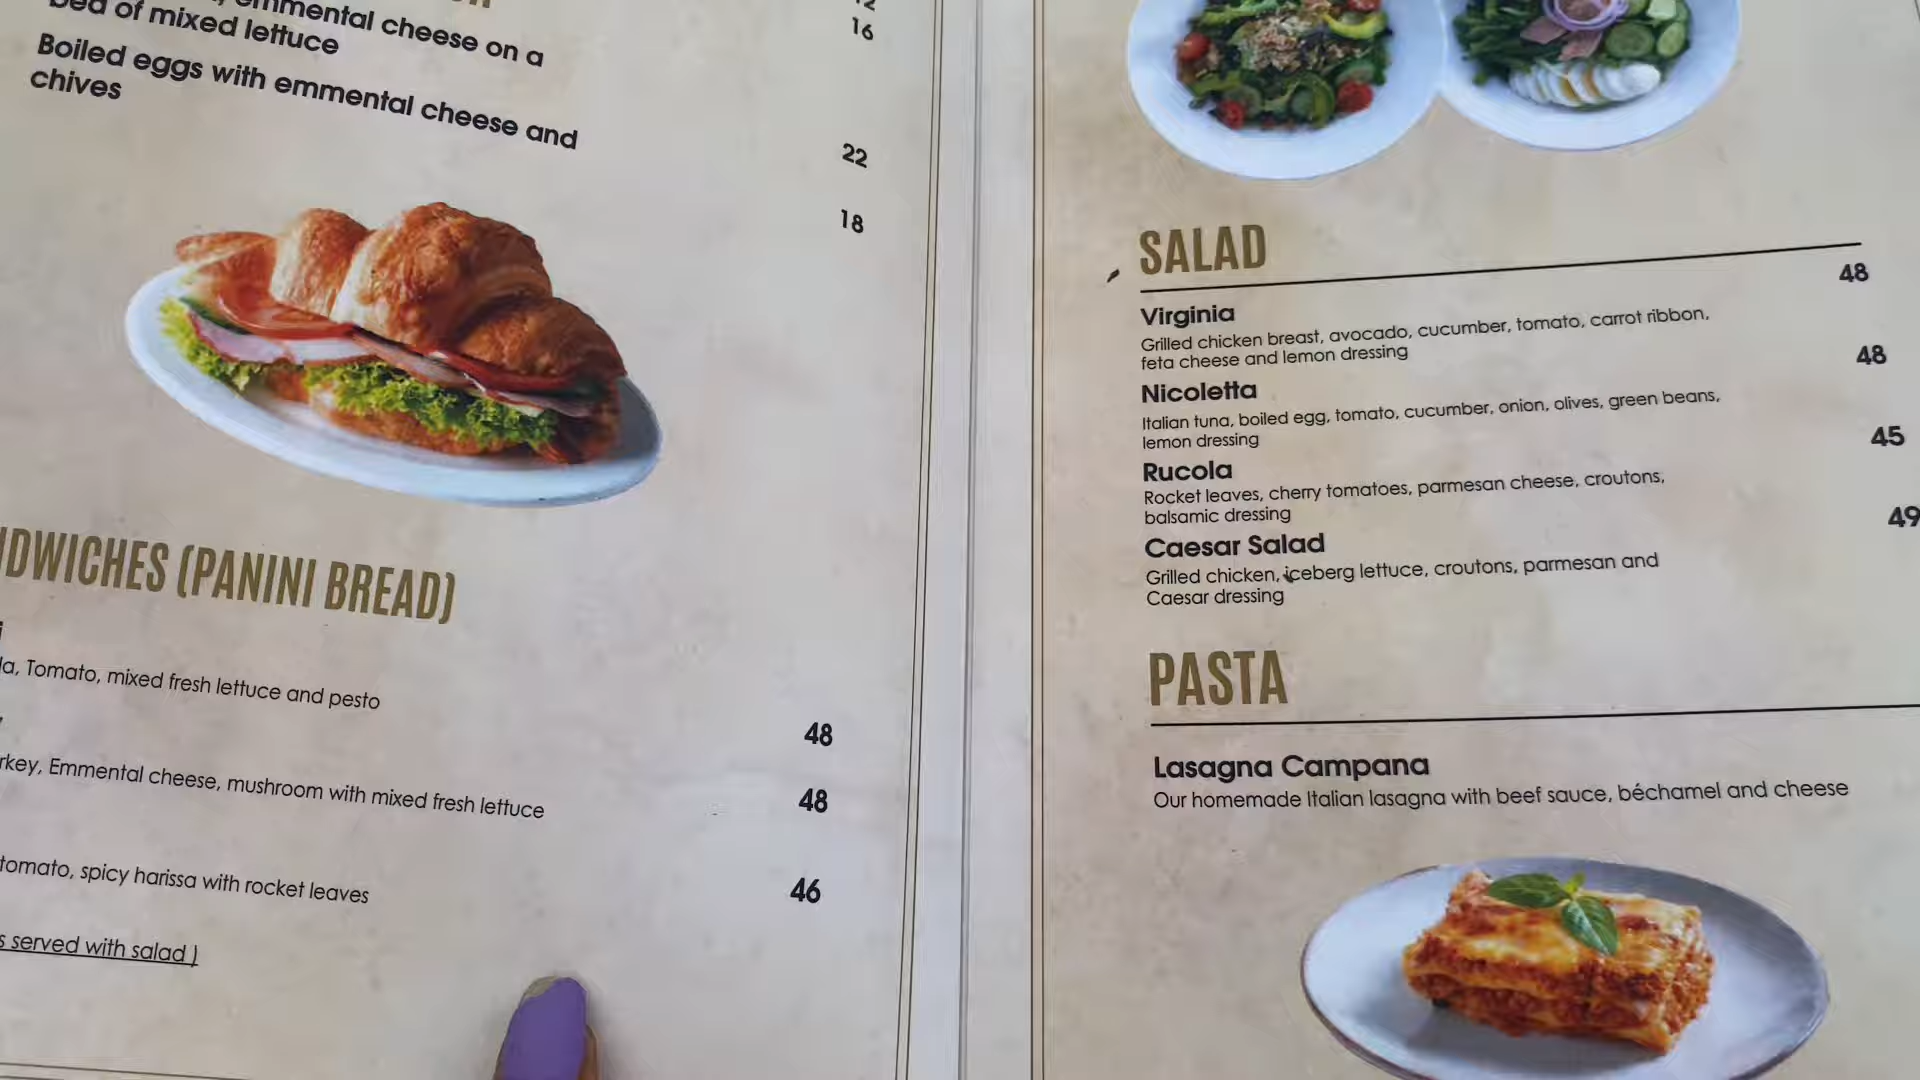 emmental cheese on a
bed of mixed lettuce
Boiled eggs with emmental cheese and
chives
12
16
22
18
(PANINI BREAD)
Tomato, mixed fresh lettuce and pesto
48
Emmental cheese, mushroom with mixed fresh lettuce
48
tomato, spicy harissa with rocket leaves
46
served with salad )
SALAD
Virginia 48
Grilled chicken breast, avocado, cucumber, tomato, carrot ribbon,
feta cheese and lemon dressing
Nicoletta 48
Italian tuna, boiled egg, tomato, cucumber, onion, olives, green beans,
lemon dressing
Rucola 45
Rocket leaves, cherry tomatoes, parmesan cheese, croutons,
balsamic dressing
Caesar Salad 49
Grilled chicken, iceberg lettuce, croutons, parmesan and
Caesar dressing
PASTA
Lasagna Campana
Our homemade Italian lasagna with beef sauce, béchamel and cheese